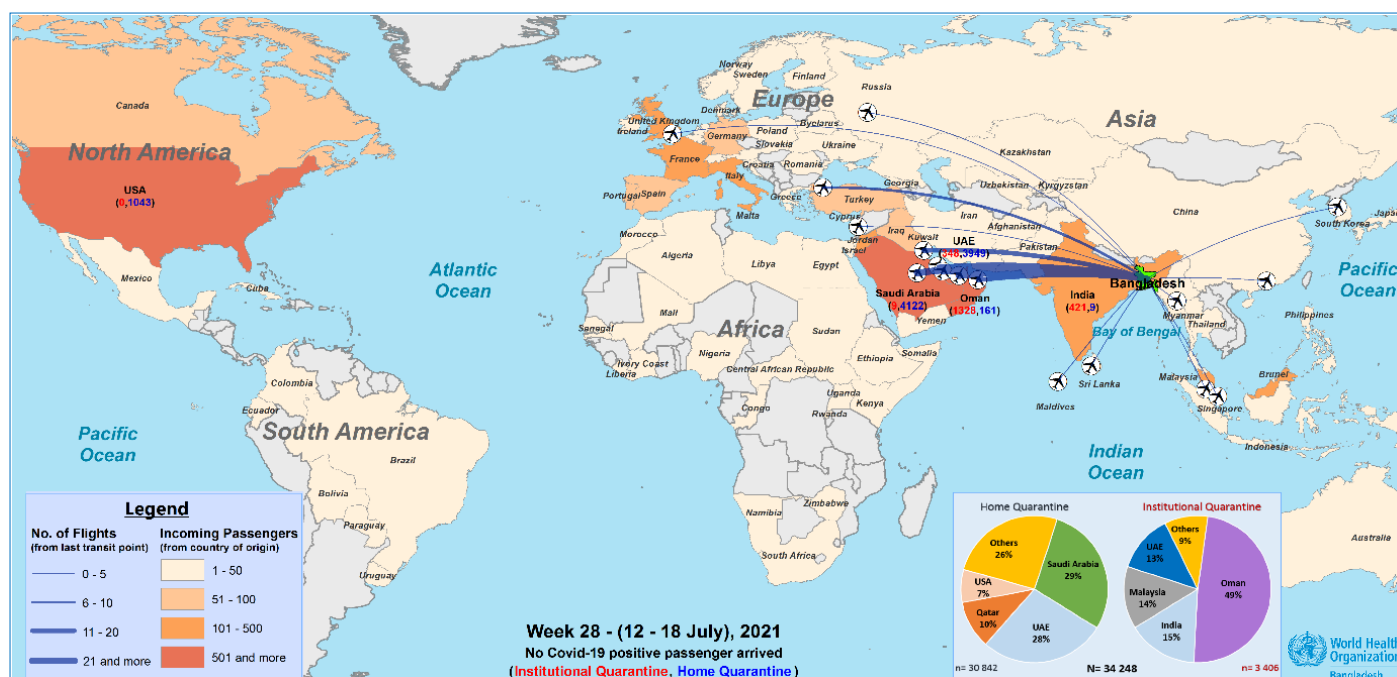 Norway
Sweden
Finland
Russia
Canada
Europe
Asia
Denmark
United Kingdom
Ireland
Byelarus
Poland
Germany
Slovakia
Ukraine
Kazakhstan
North America
France
Croatia
Romania
Italy
Georgia
Uzbekistan
Kyrgyzstan
USA
(0,1043)
Portugal
Spain
Greece
Turkey
China
South Korea
Malta
Cyprus
Iran
Afghanistan
Iraq
Morocco
Jordan
Israel
Kuwait
UAE
(348,3949)
Pakistan
Atlantic
Ocean
Pacific
Ocean
Mexico
Algeria
Libya
Egypt
Bangladesh
Cuba
Saudi Arabia
(9,4122)
Oman
(1328,161)
India
(421,9)
Myanmar
Mali
Africa
Sudan
Yemen
Bay of Bengal
Thailand
Philippines
Senegal
Nigeria
Ethiopia
Somalia
Ivory Coast
Liberia
Central African Republic
Colombia
Sri Lanka
Malaysia
Brunei
Ecuador
Uganda
Congo
Kenya
Rwanda
Maldives
Singapore
South America
Pacific
Ocean
Indian
Ocean
Indonesia
Brazil
Bolivia
Zimbabwe
Namibia
Paraguay
Australia
South Africa
Uruguay
Legend
No. of Flights
(from last transit point)
0 - 5
6 - 10
11 - 20
21 and more
Incoming Passengers
(from country of origin)
1 - 50
51 - 100
101 - 500
501 and more
Week 28 - (12 - 18 July), 2021
No Covid-19 positive passenger arrived
(Institutional Quarantine, Home Quarantine)
Home Quarantine
Others
26%
Saudi Arabia
29%
USA
7%
Qatar
10%
UAE
28%
n= 30 842
Institutional Quarantine
Others
9%
UAE
13%
Oman
49%
Malaysia
14%
India
15%
N= 34 248
n= 3 406
World Health
Organization
Bangladesh